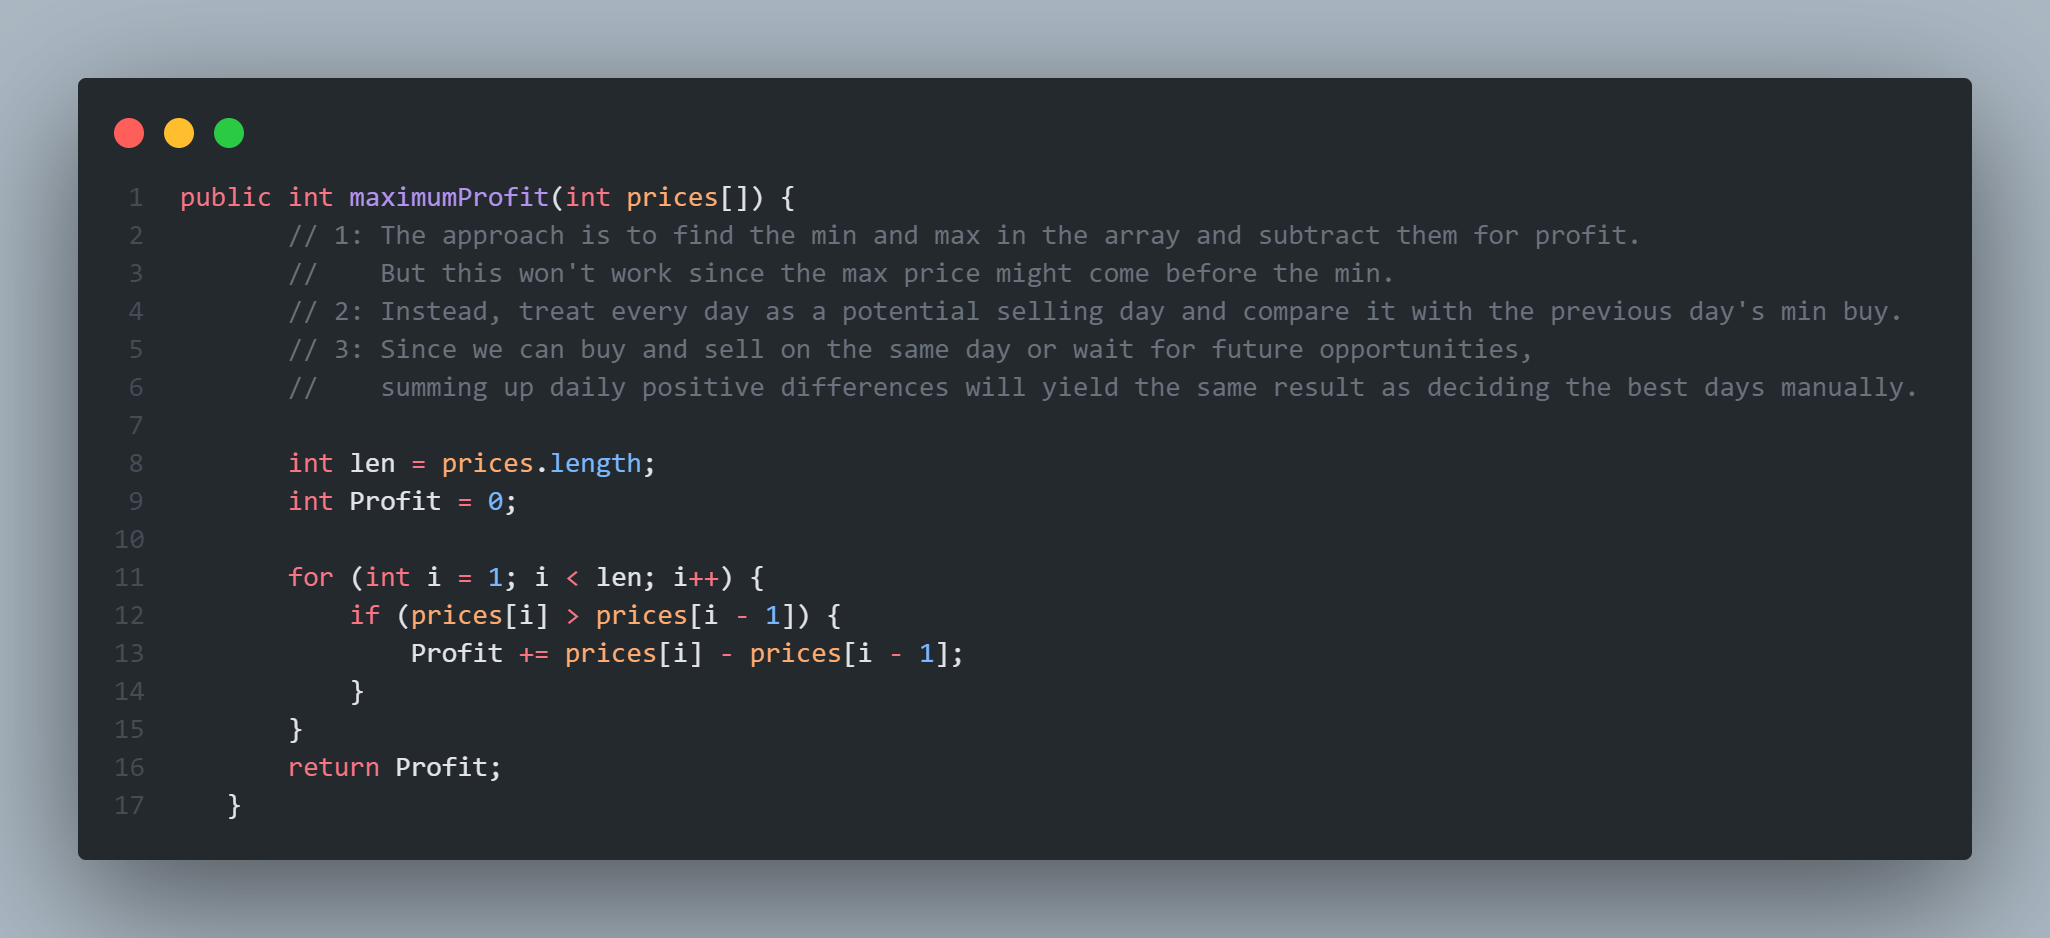 1 public int maximumProfit(int prices[]) {
2 // 1: The approach is to find the min and max in the array and subtract them for profit.
3 //    But this won't work since the max price might come before the min.
4 // 2: Instead, treat every day as a potential selling day and compare it with the previous day's min buy.
5 // 3: Since we can buy and sell on the same day or wait for future opportunities,
6 //    summing up daily positive differences will yield the same result as deciding the best days manually.
7
8 int len = prices.length;
9 int Profit = 0;
10
11 for (int i = 1; i < len; i++) {
12 if (prices[i] > prices[i - 1]) {
13 Profit += prices[i] - prices[i - 1];
14 }
15 }
16 return Profit;
17 }